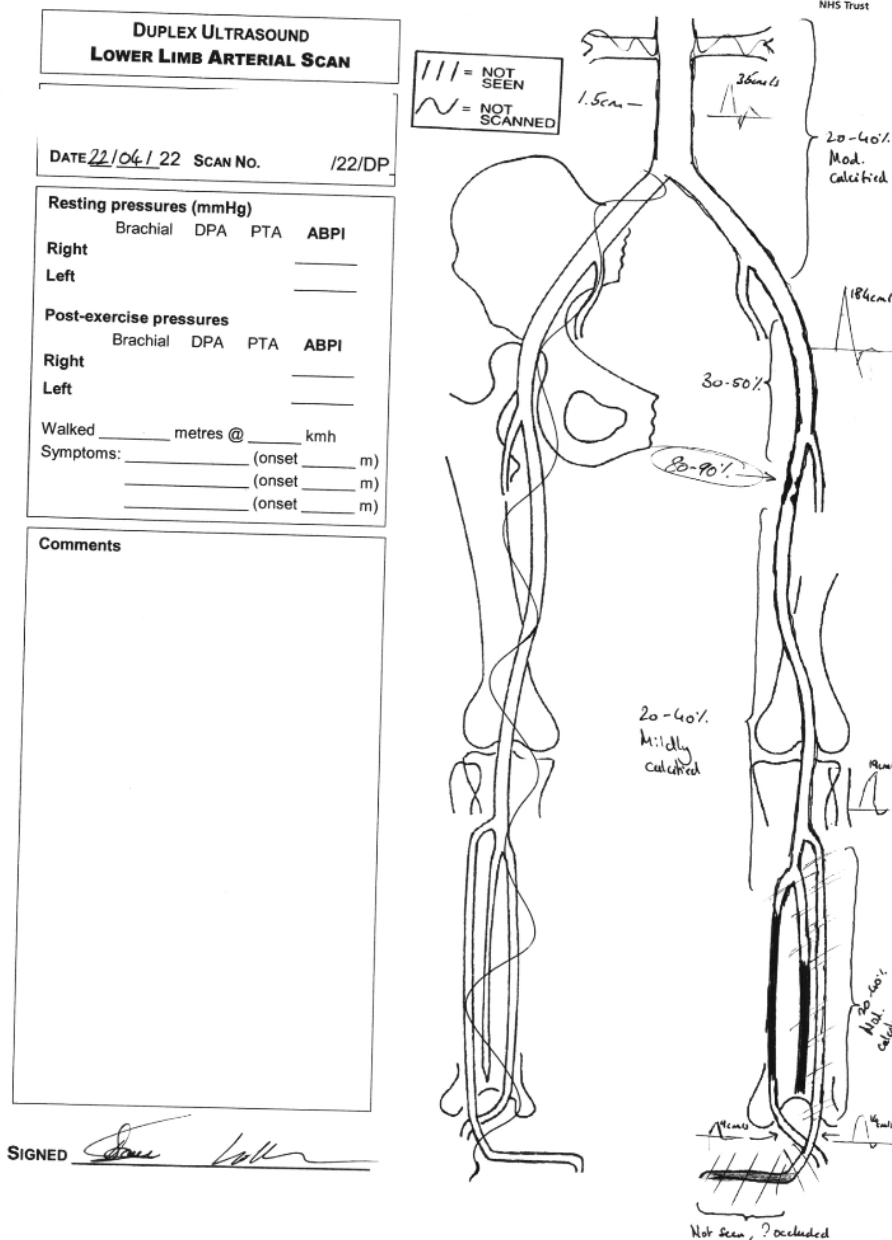 NHS Trust
DUPLEX ULTRASOUND
LOWER LIMB ARTERIAL SCAN
/// = NOT SEEN
= NOT SCANNED
DATE 22/04/22 SCAN NO. /22/DP
Resting pressures (mmHg)
Brachial DPA PTA ABPI
Right
Left
Post-exercise pressures
Brachial DPA PTA ABPI
Right
Left
Walked metres @ kmh
Symptoms: (onset m)
(onset m)
(onset m)
Comments
SIGNED
1.5cm
36cm/s
20-40%
Mod.
calcified
184cm/s
30-50%
80-90%
20-40%
Mildly
calcified
19cm/s
Mod.
14cm/s
Not seen, ? occluded